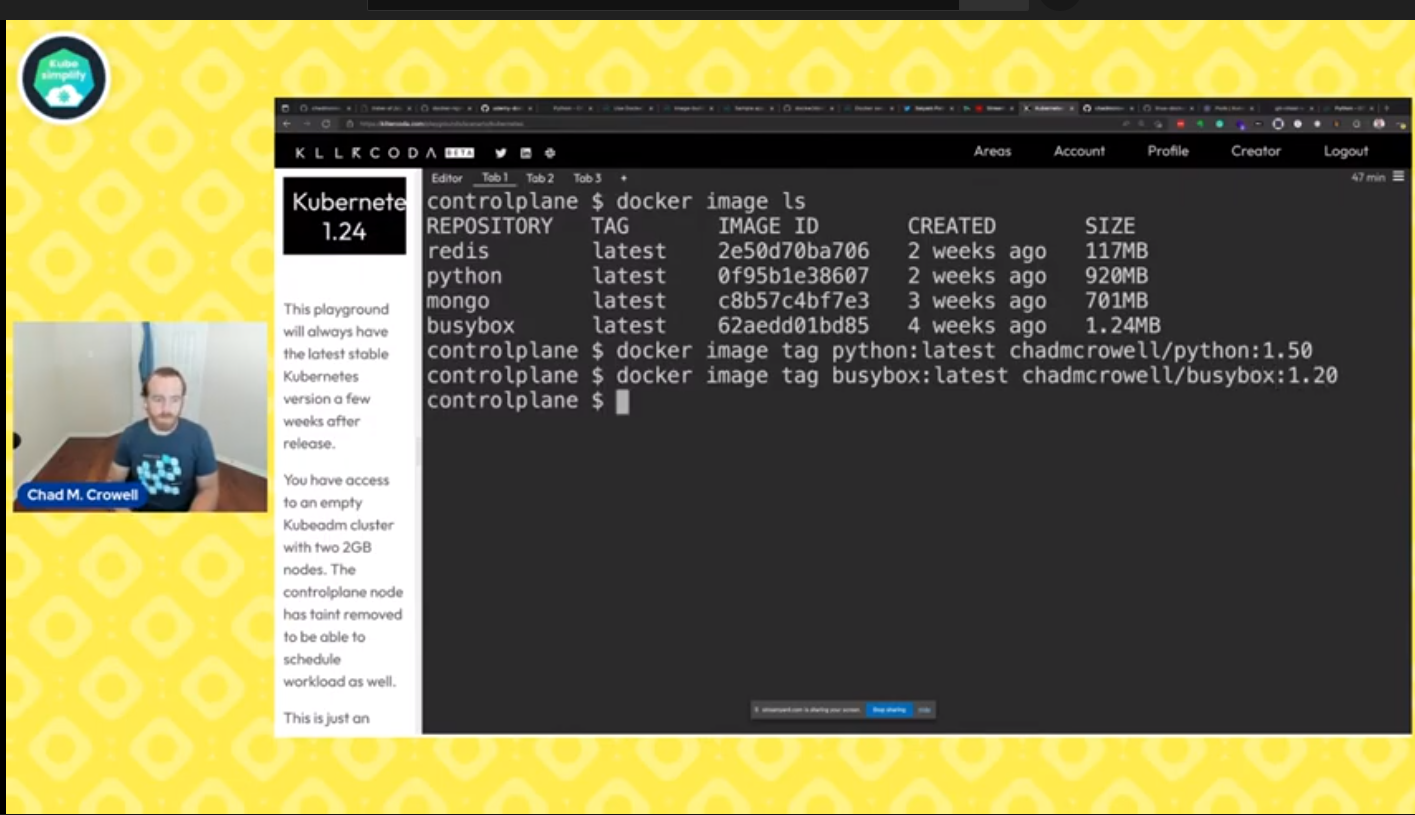 Kube
simplify
KLLRCODA BETA
Areas Account Profile Creator Logout
Editor Tab 1 Tab 2 Tab 3 +
47 min
Kubernete
1.24
This playground
will always have
the latest stable
Kubernetes
version a few
weeks after
release.
You have access
to an empty
Kubeadm cluster
with two 2GB
nodes. The
controlplane node
has taint removed
to be able to
schedule
workload as well.
This is just an
controlplane $ docker image ls
REPOSITORY TAG IMAGE ID CREATED SIZE
redis latest 2e50d70ba706 2 weeks ago 117MB
python latest 0f95b1e38607 2 weeks ago 920MB
mongo latest c8b57c4bf7e3 3 weeks ago 701MB
busybox latest 62aedd01bd85 4 weeks ago 1.24MB
controlplane $ docker image tag python:latest chadmcrowell/python:1.50
controlplane $ docker image tag busybox:latest chadmcrowell/busybox:1.20
controlplane $
Chad M. Crowell
is sharing your screen. Stop sharing Hide